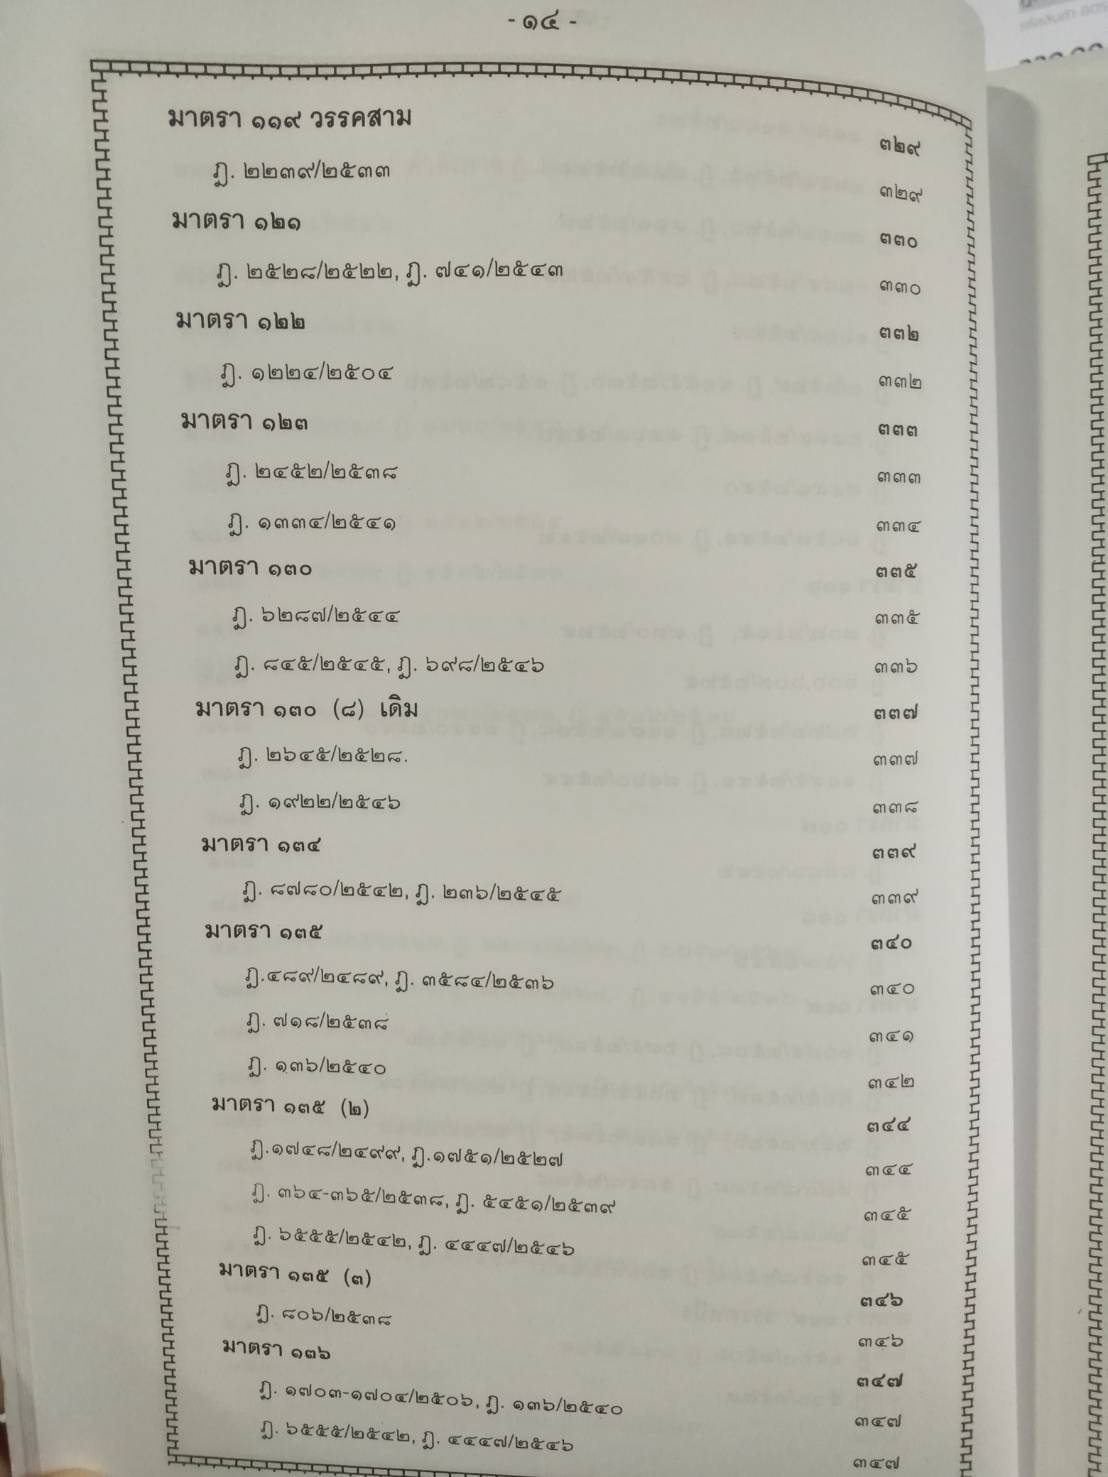 - ๑๔ -
มาตรา ๑๑๙ วรรคสาม ๓๒๙
ฎ. ๒๒๓๙/๒๕๓๓ ๓๒๙
มาตรา ๑๒๑ ๓๓๐
ฎ. ๒๕๒๘/๒๕๒๒, ฎ. ๗๔๑/๒๕๔๓ ๓๓๐
มาตรา ๑๒๒ ๓๓๒
ฎ. ๑๒๒๔/๒๕๐๔ ๓๓๒
มาตรา ๑๒๓ ๓๓๓
ฎ. ๒๔๕๒/๒๕๓๘ ๓๓๓
ฎ. ๑๓๓๔/๒๕๔๑ ๓๓๔
มาตรา ๑๓๐ ๓๓๕
ฎ. ๖๒๘๗/๒๕๔๔ ๓๓๕
ฎ. ๘๔๕/๒๕๔๕, ฎ. ๖๙๘/๒๕๔๖ ๓๓๖
มาตรา ๑๓๐ (๘) เดิม ๓๓๗
ฎ. ๒๖๔๕/๒๕๒๘. ๓๓๗
ฎ. ๑๙๒๒/๒๕๔๖ ๓๓๘
มาตรา ๑๓๔ ๓๓๙
ฎ. ๘๗๘๐/๒๕๔๒, ฎ. ๒๓๖/๒๕๔๕ ๓๓๙
มาตรา ๑๓๕ ๓๔๐
ฎ.๔๘๙/๒๔๘๙, ฎ. ๓๕๘๔/๒๕๓๖ ๓๔๐
ฎ. ๗๑๘/๒๕๓๘ ๓๔๑
ฎ. ๑๓๖/๒๕๔๐ ๓๔๒
มาตรา ๑๓๕ (๒) ๓๔๔
ฎ.๑๗๔๘/๒๔๙๙, ฎ.๑๗๕๑/๒๕๒๗ ๓๔๔
ฎ. ๓๖๔-๓๖๕/๒๕๓๘, ฎ. ๕๔๕๑/๒๕๓๙ ๓๔๕
ฎ. ๖๕๕๕/๒๕๔๒, ฎ. ๔๔๔๗/๒๕๔๖ ๓๔๕
มาตรา ๑๓๕ (๓) ๓๔๖
ฎ. ๘๐๖/๒๕๓๘ ๓๔๖
มาตรา ๑๓๖ ๓๔๗
ฎ. ๑๗๐๓-๑๗๐๔/๒๕๐๖, ฎ. ๑๓๖/๒๕๔๐ ๓๔๗
ฎ. ๖๕๕๕/๒๕๔๒, ฎ. ๔๔๔๗/๒๕๔๖ ๓๔๗